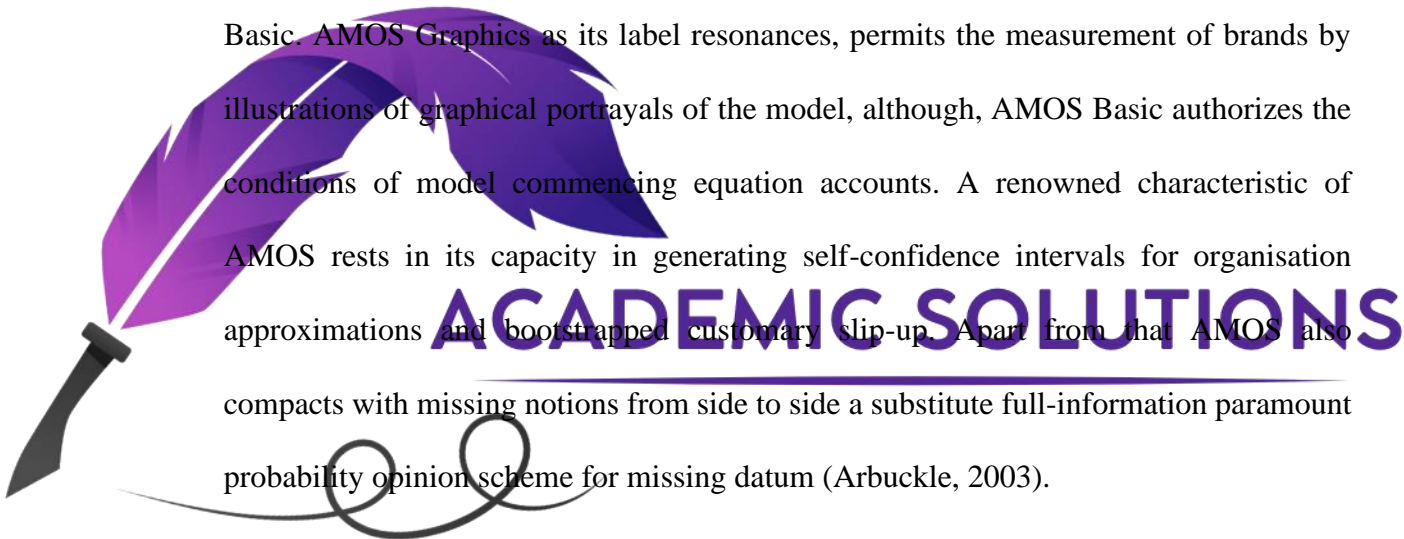 Basic. AMOS Graphics as its label resonances, permits the measurement of brands by
illustrations of graphical portrayals of the model, although, AMOS Basic authorizes the
conditions of model commencing equation accounts. A renowned characteristic of
AMOS rests in its capacity in generating self-confidence intervals for organisation
approximations and bootstrapped customary slip-up. Apart from that AMOS also
ACADEMIC SOLUTIONS
compacts with missing notions from side to side a substitute full-information paramount
probability opinion scheme for missing datum (Arbuckle, 2003).